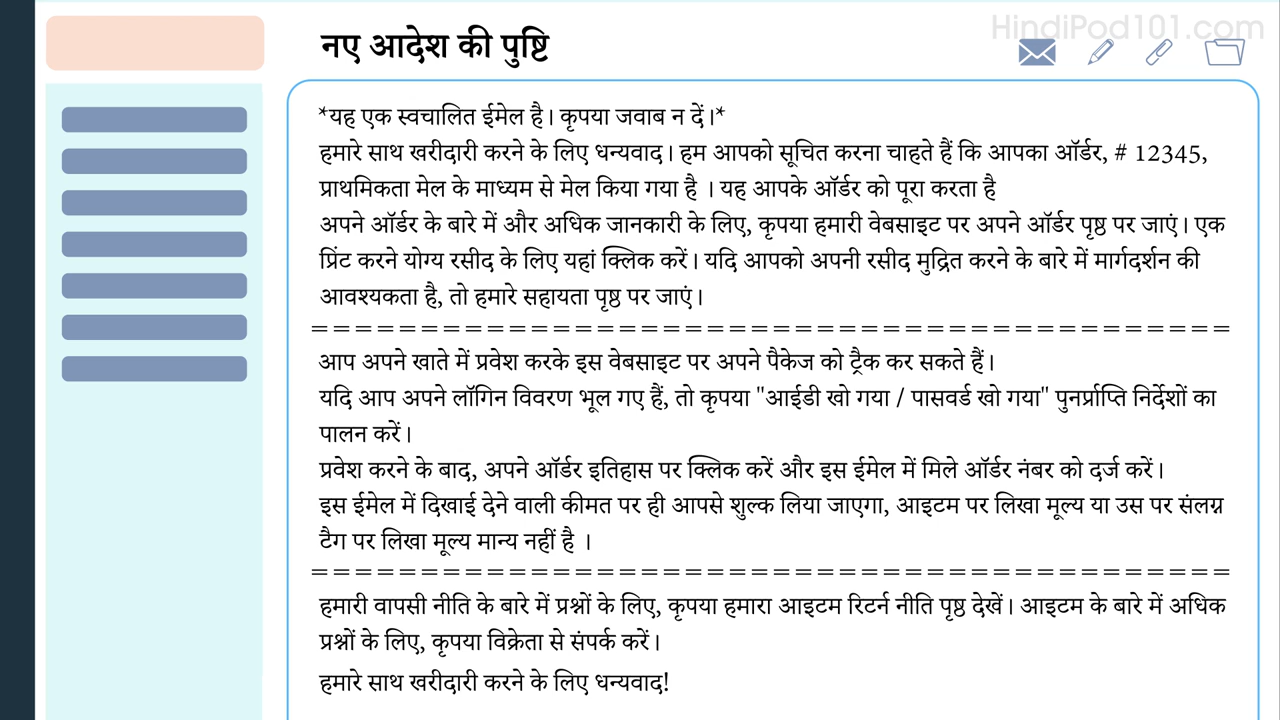 HindiPod101.com
नए आदेश की पुष्टि
*यह एक स्वचालित ईमेल है। कृपया जवाब न दें।*
हमारे साथ खरीदारी करने के लिए धन्यवाद। हम आपको सूचित करना चाहते हैं कि आपका ऑर्डर, # 12345,
प्राथमिकता मेल के माध्यम से मेल किया गया है । यह आपके ऑर्डर को पूरा करता है
अपने ऑर्डर के बारे में और अधिक जानकारी के लिए, कृपया हमारी वेबसाइट पर अपने ऑर्डर पृष्ठ पर जाएं। एक
प्रिंट करने योग्य रसीद के लिए यहां क्लिक करें। यदि आपको अपनी रसीद मुद्रित करने के बारे में मार्गदर्शन की
आवश्यकता है, तो हमारे सहायता पृष्ठ पर जाएं।
==========================================
आप अपने खाते में प्रवेश करके इस वेबसाइट पर अपने पैकेज को ट्रैक कर सकते हैं।
यदि आप अपने लॉगिन विवरण भूल गए हैं, तो कृपया "आईडी खो गया / पासवर्ड खो गया" पुनर्प्राप्ति निर्देशों का
पालन करें।
प्रवेश करने के बाद, अपने ऑर्डर इतिहास पर क्लिक करें और इस ईमेल में मिले ऑर्डर नंबर को दर्ज करें।
इस ईमेल में दिखाई देने वाली कीमत पर ही आपसे शुल्क लिया जाएगा, आइटम पर लिखा मूल्य या उस पर संलग्न
टैग पर लिखा मूल्य मान्य नहीं है ।
==========================================
हमारी वापसी नीति के बारे में प्रश्नों के लिए, कृपया हमारा आइटम रिटर्न नीति पृष्ठ देखें। आइटम के बारे में अधिक
प्रश्नों के लिए, कृपया विक्रेता से संपर्क करें।
हमारे साथ खरीदारी करने के लिए धन्यवाद!